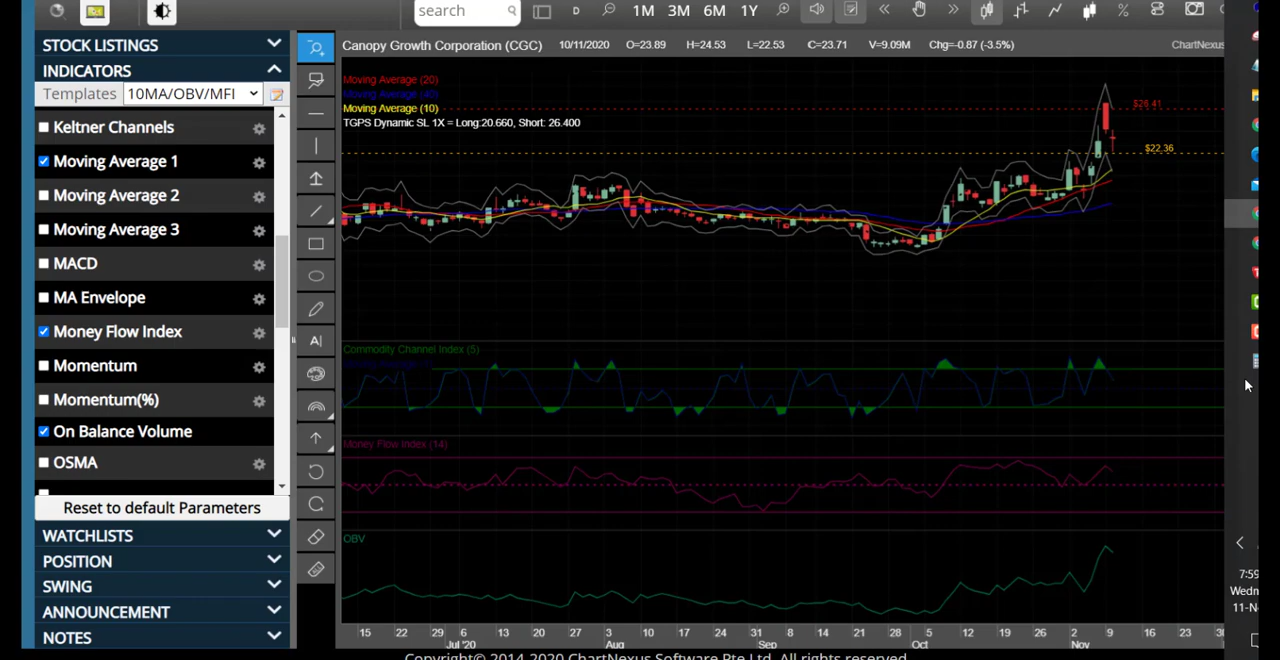 search D 1M 3M 6M 1Y %
STOCK LISTINGS
INDICATORS
Templates 10MA/OBV/MFI
Keltner Channels
Moving Average 1
Moving Average 2
Moving Average 3
MACD
MA Envelope
Money Flow Index
Momentum
Momentum(%)
On Balance Volume
OSMA
Reset to default Parameters
WATCHLISTS
POSITION
SWING
ANNOUNCEMENT
NOTES
A
Canopy Growth Corporation (CGC) 10/11/2020 O=23.89 H=24.53 L=22.53 C=23.71 V=9.09M Chg=-0.87 (-3.5%) ChartNexus
Moving Average (20)
Moving Average (40)
Moving Average (10)
TGPS Dynamic SL 1X = Long:20.660, Short: 26.400
$26.41
$22.36
Commodity Channel Index (5)
Money Flow Index (14)
OBV
15 22 29 6 13 20 27 3 10 17 24 31 8 14 21 28 5 12 19 26 2 9 16 23 30
Jul '20 Aug Sep Oct Nov
Copyright© 2014-2020 ChartNexus Software Pte Ltd. All rights reserved
7:59
Wedn
11-N